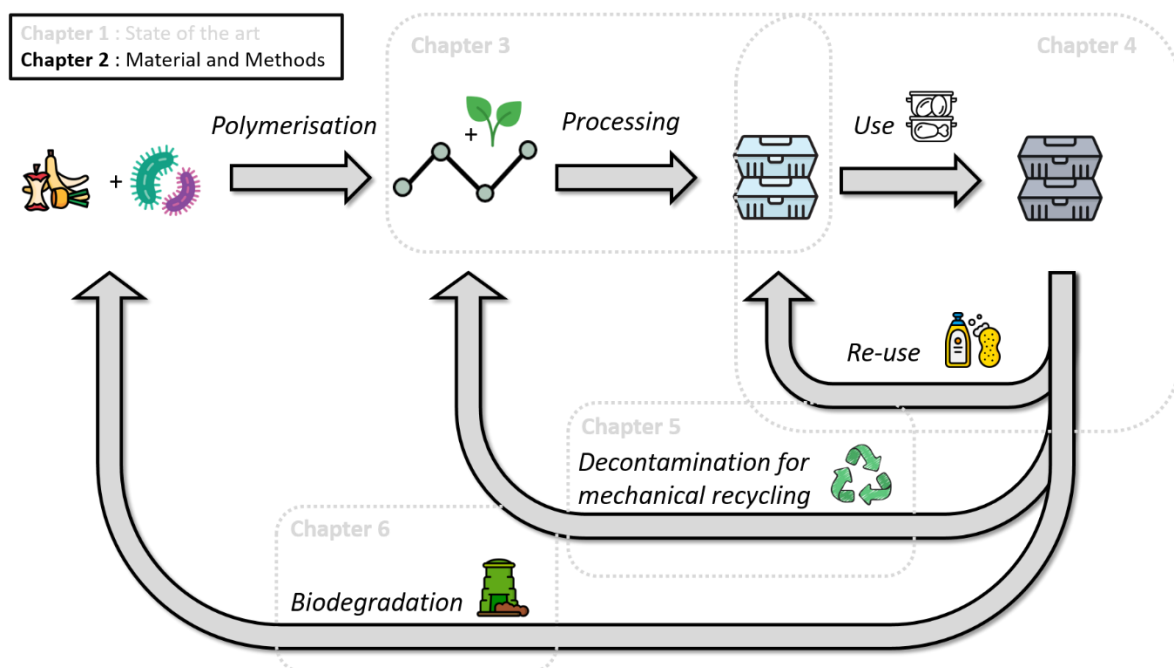 Chapter 1 : State of the art
Chapter 2 : Material and Methods
Chapter 3
Chapter 4
Polymerisation
Processing
Use
+
+
Re-use
Chapter 5
Decontamination for
mechanical recycling
Chapter 6
Biodegradation